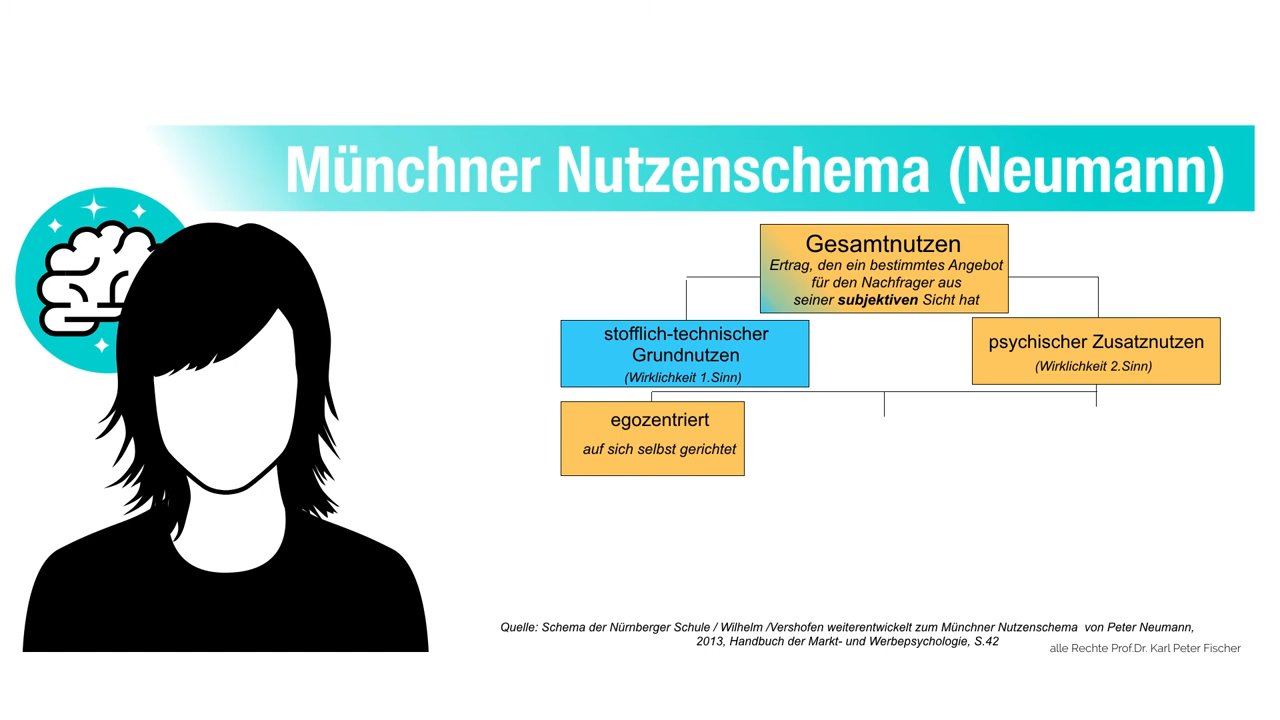 Münchner Nutzenschema (Neumann)
Gesamtnutzen
Ertrag, den ein bestimmtes Angebot
für den Nachfrager aus
seiner subjektiven Sicht hat
stofflich-technischer
Grundnutzen
(Wirklichkeit 1.Sinn)
psychischer Zusatznutzen
(Wirklichkeit 2.Sinn)
egozentriert
auf sich selbst gerichtet
Quelle: Schema der Nürnberger Schule / Wilhelm /Vershofen weiterentwickelt zum Münchner Nutzenschema von Peter Neumann,
2013, Handbuch der Markt- und Werbepsychologie, S.42
alle Rechte Prof.Dr. Karl Peter Fischer